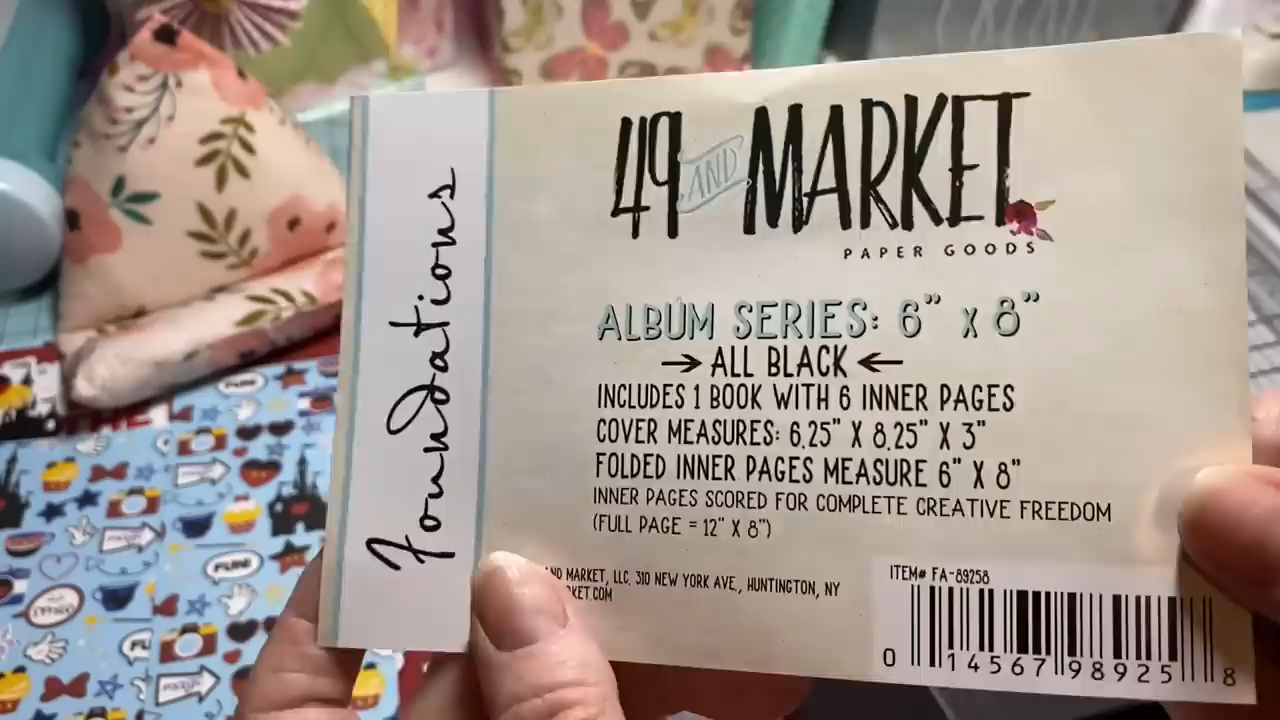 49 AND MARKET
PAPER GOODS
Foundations
ALBUM SERIES: 6" X 8"
→ ALL BLACK ←
INCLUDES 1 BOOK WITH 6 INNER PAGES
COVER MEASURES: 6.25" X 8.25" X 3"
FOLDED INNER PAGES MEASURE 6" X 8"
INNER PAGES SCORED FOR COMPLETE CREATIVE FREEDOM
(FULL PAGE = 12" X 8")
MARKET, LLC, 310 NEW YORK AVE., HUNTINGTON, NY
ITEM# FA-89258
0 14567 98925 8
FUN!
FUN!